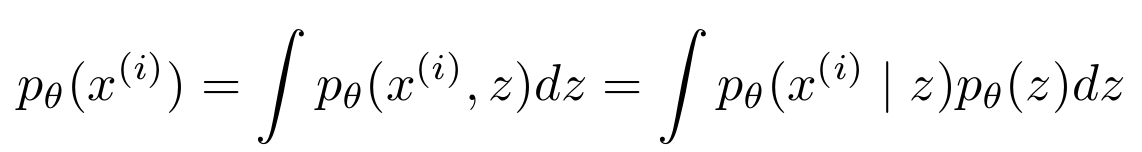 p_θ(x^{(i)}) = ∫ p_θ(x^{(i)}, z)dz = ∫ p_θ(x^{(i)} | z)p_θ(z)dz